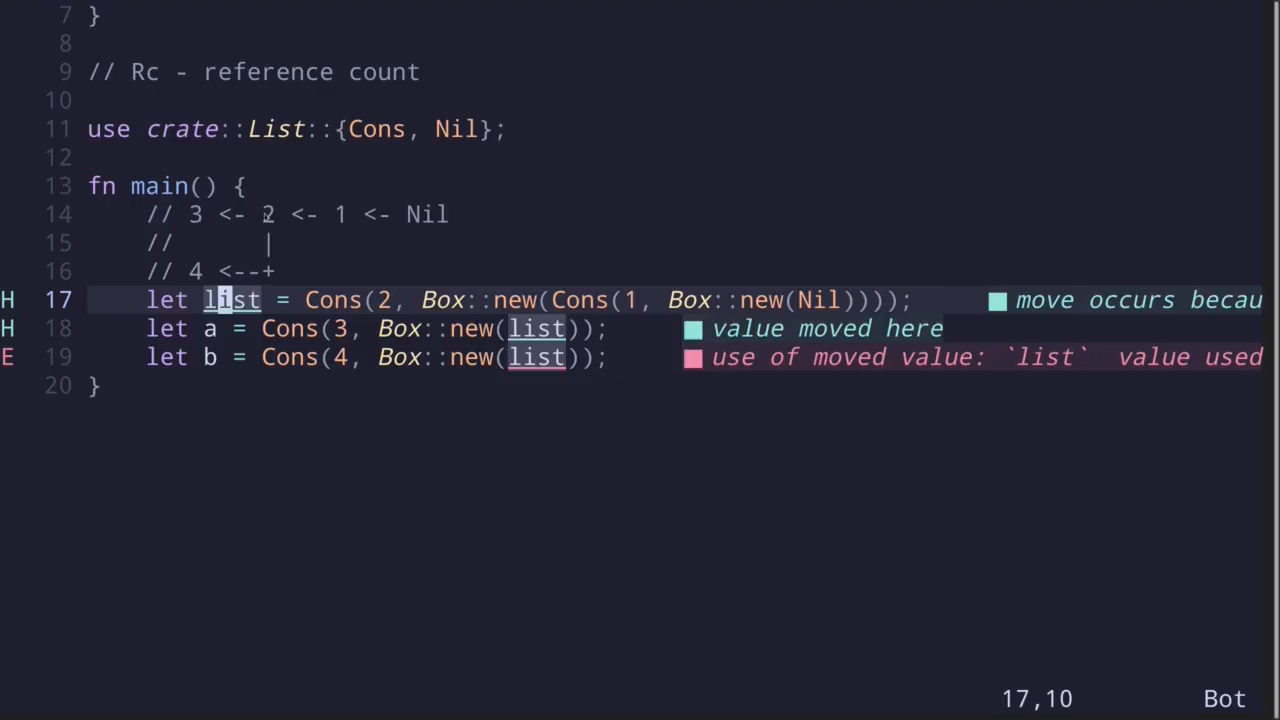 7 }
8
9 // Rc - reference count
10
11 use crate::List::{Cons, Nil};
12
13 fn main() {
14     // 3 <- 2 <- 1 <- Nil
15     //      |
16     // 4 <--+
H 17     let list = Cons(2, Box::new(Cons(1, Box::new(Nil)))); ■ move occurs becau
H 18     let a = Cons(3, Box::new(list)); ■ value moved here
E 19     let b = Cons(4, Box::new(list)); ■ use of moved value: `list`  value used
20 }
17,10 Bot